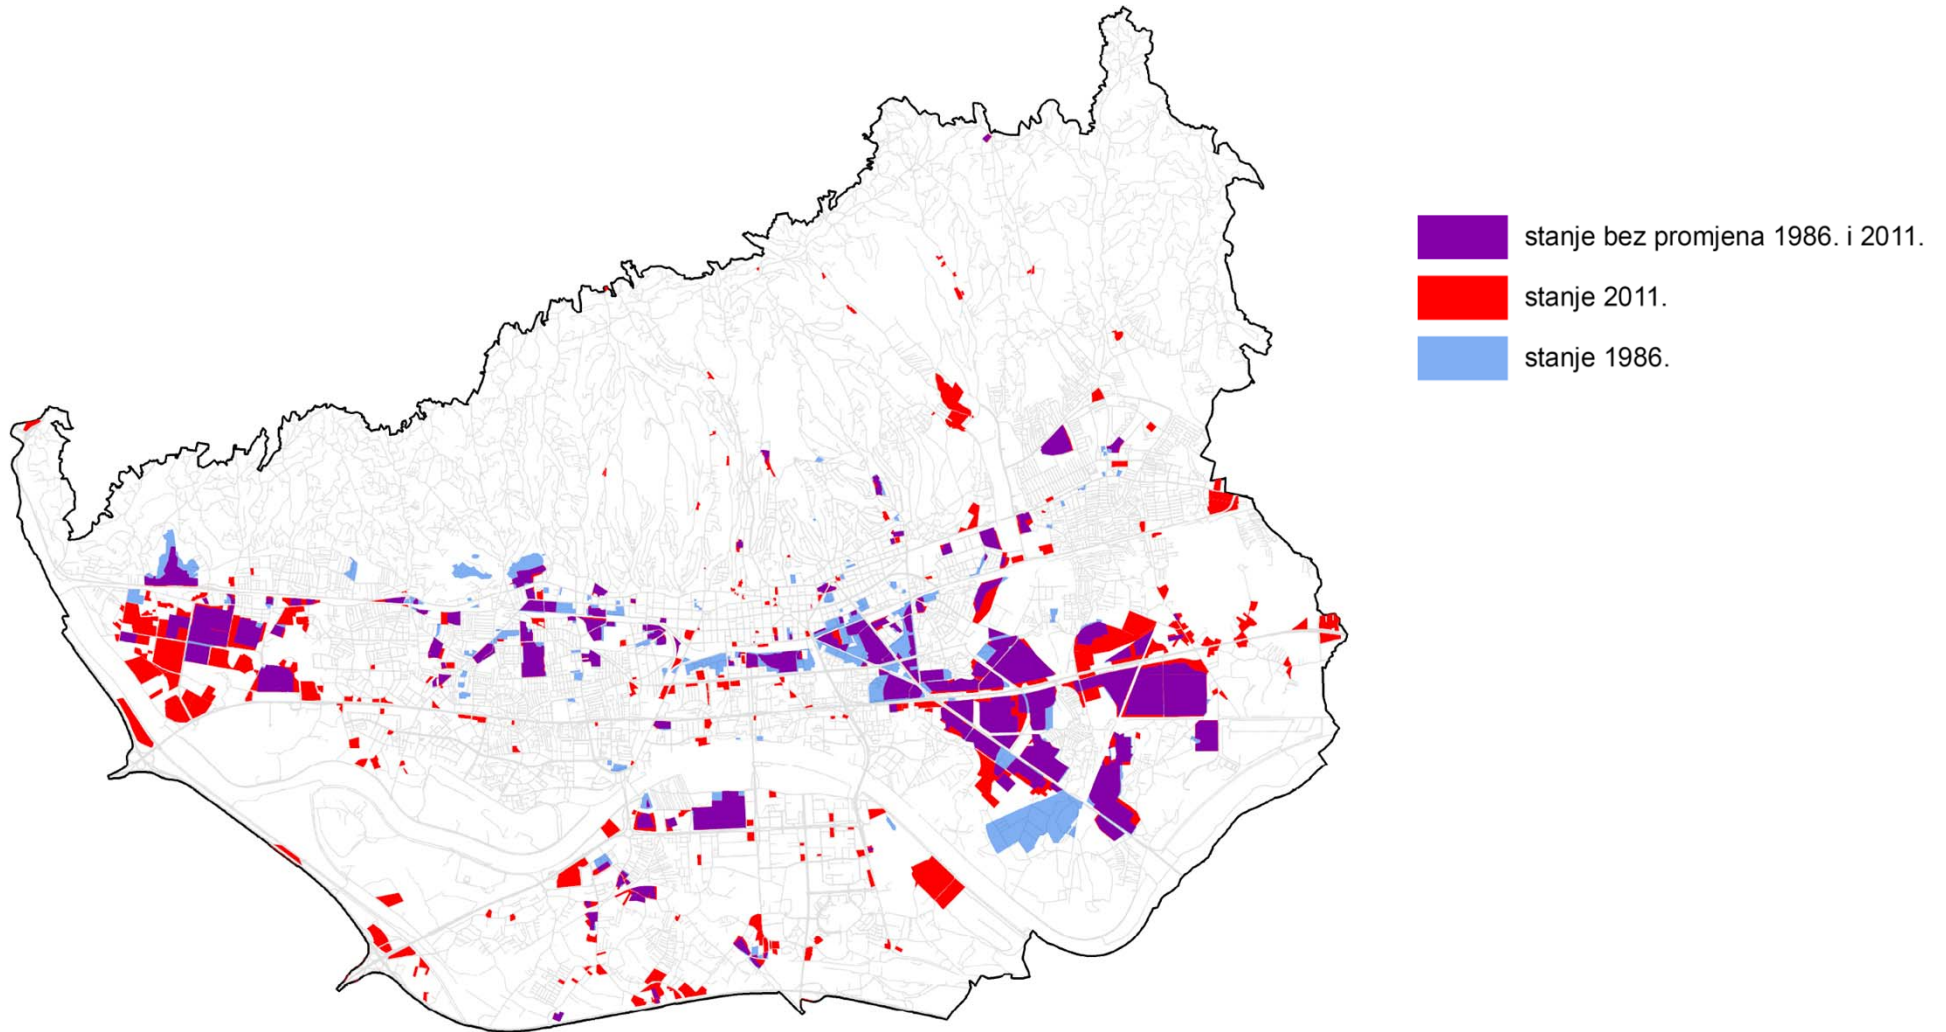 stanje bez promjena 1986. i 2011.
stanje 2011.
stanje 1986.